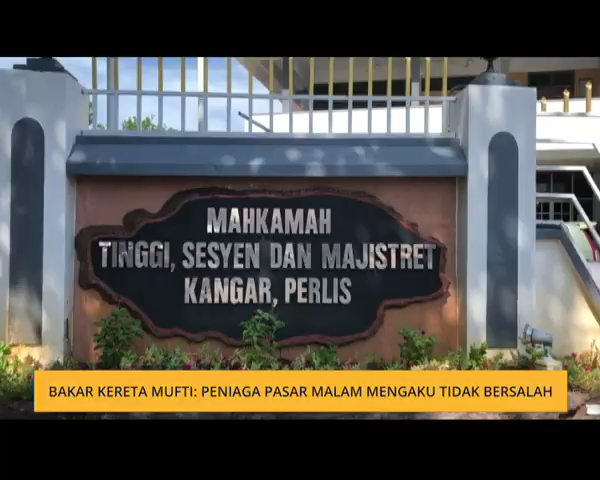 MAHKAMAH
TINGGI, SESYEN DAN MAJISTRET
KANGAR, PERLIS
BAKAR KERETA MUFTI: PENIAGA PASAR MALAM MENGAKU TIDAK BERSALAH